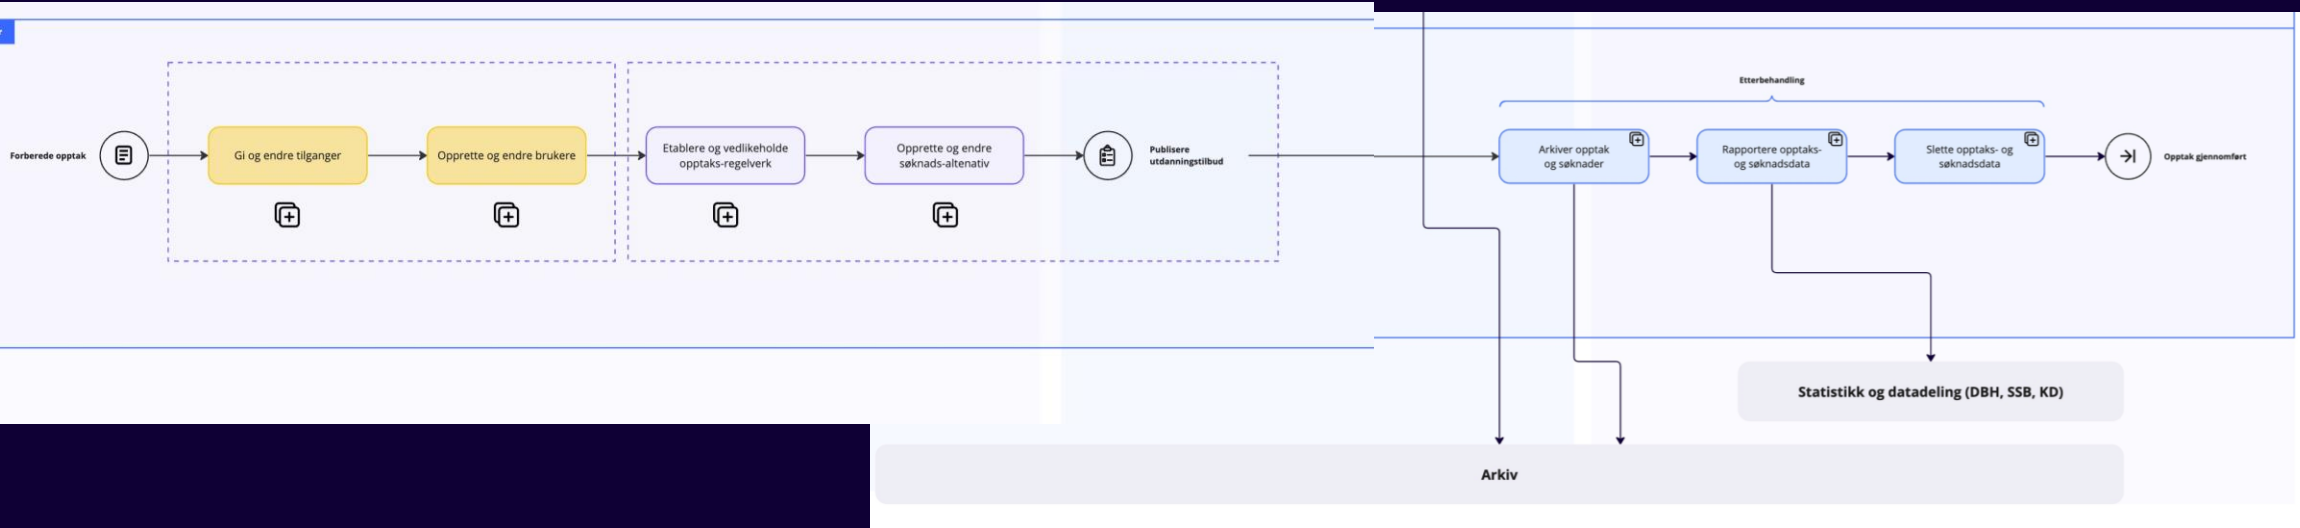 Forberede opptak
Gi og endre tilganger
Opprette og endre brukere
Etablere og vedlikeholde
opptaks-regelverk
Opprette og endre
søknads-altenativ
Publisere
utdanningstilbud
Etterbehandling
Arkiver opptak
og søknader
Rapportere opptaks-
og søknadsdata
Slette opptaks- og
søknadsdata
Opptak gjennomført
Statistikk og datadeling (DBH, SSB, KD)
Arkiv